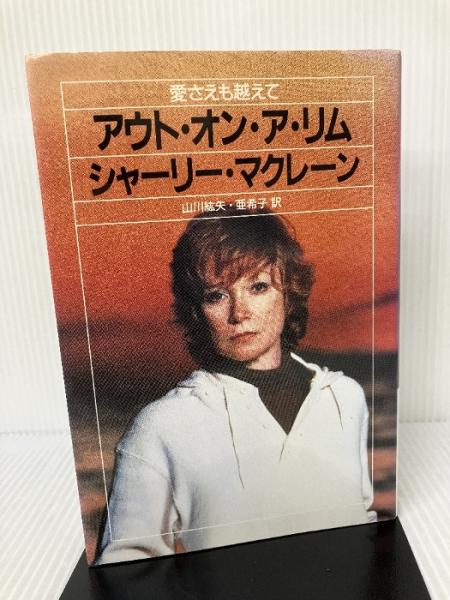 愛さえも越えて
アウト・オン・ア・リム
シャーリー・マクレーン
山川紘矢・亜希子 訳